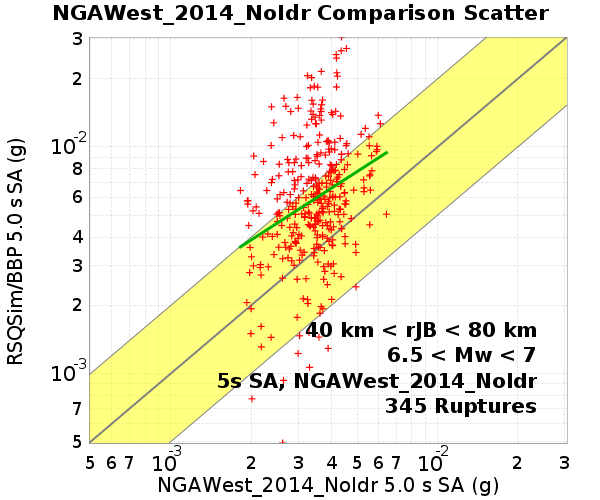 NGAWest_2014_NoIdr Comparison Scatter
3
2
10-2
8
6
4
3
2
10-3
7
5
RSQSim/BBP 5.0 s SA (g)
40 km < rJB < 80 km
6.5 < Mw < 7
5s SA, NGAWest_2014_NoIdr
345 Ruptures
5 6 7 10-3 2 3 4 5 6 7 10-2 2 3
NGAWest_2014_NoIdr 5.0 s SA (g)